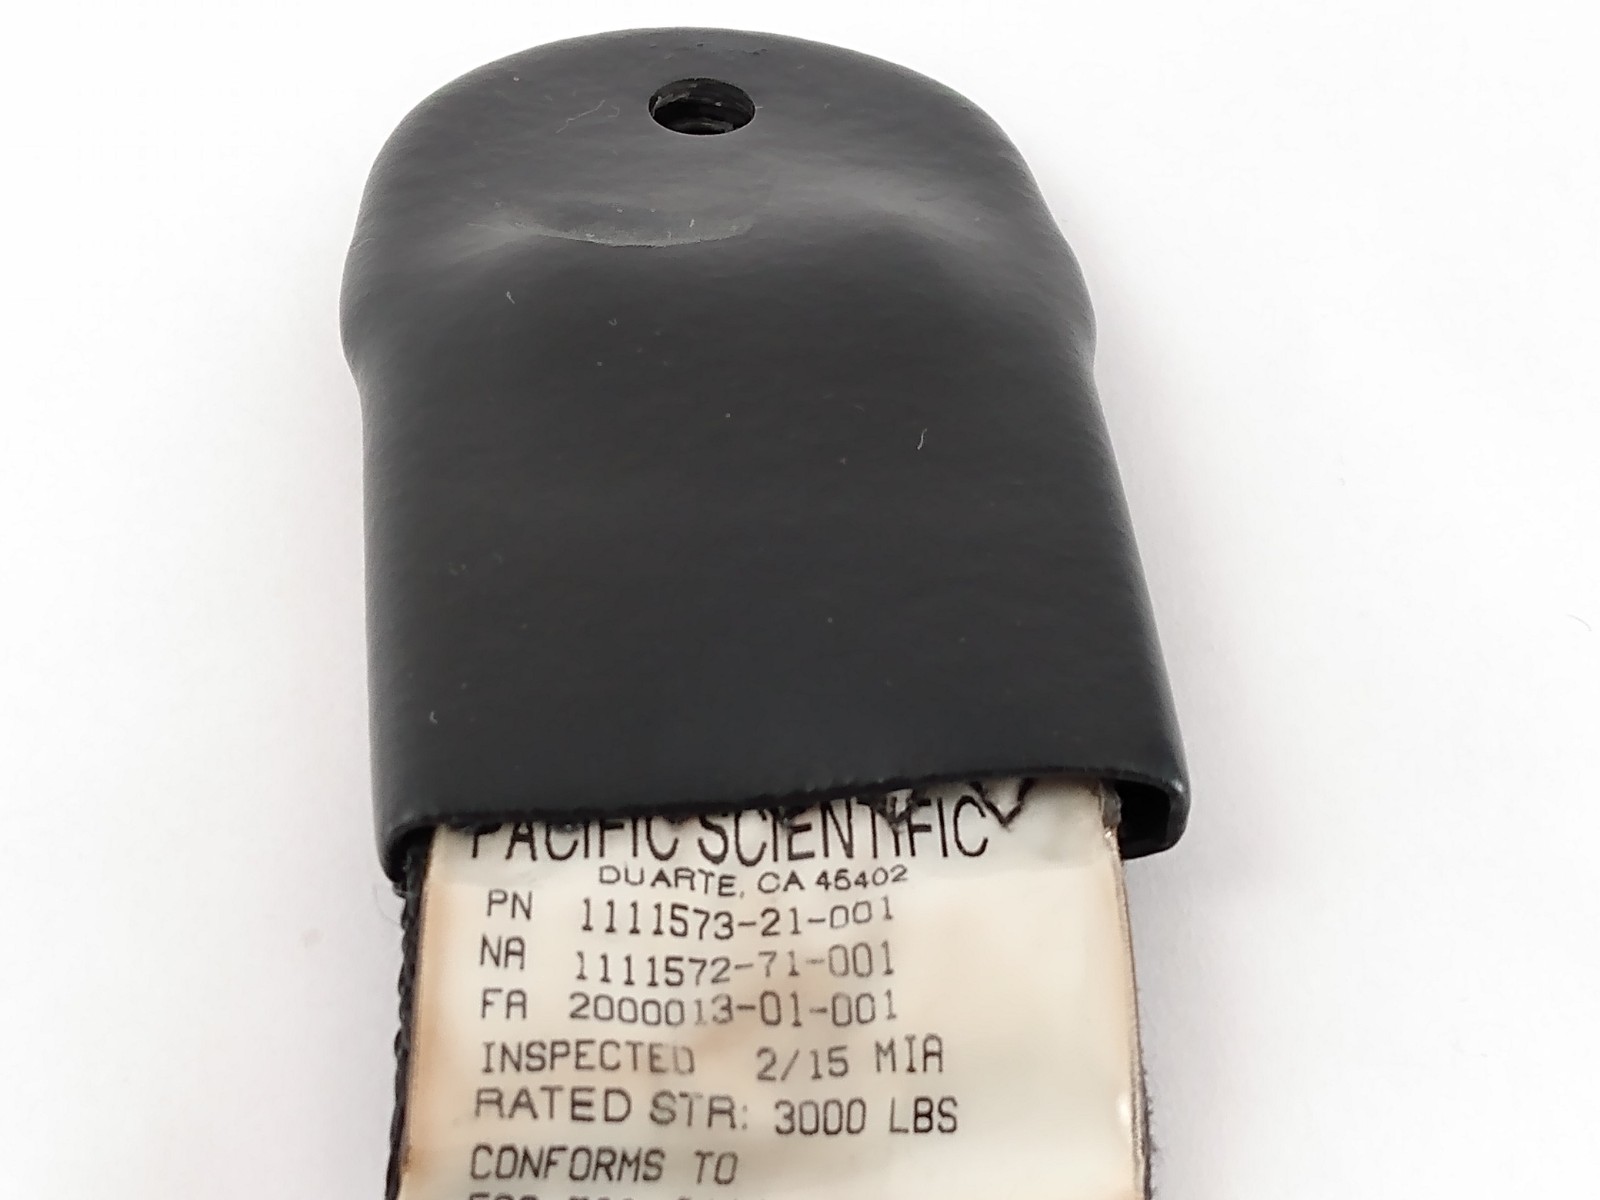 PACIFIC SCIENTIFIC
DUARTE, CA 45402
PN 1111573-21-001
NA 1111572-71-001
FA 2000013-01-001
INSPECTED 2/15 MIA
RATED STR: 3000 LBS
CONFORMS TO